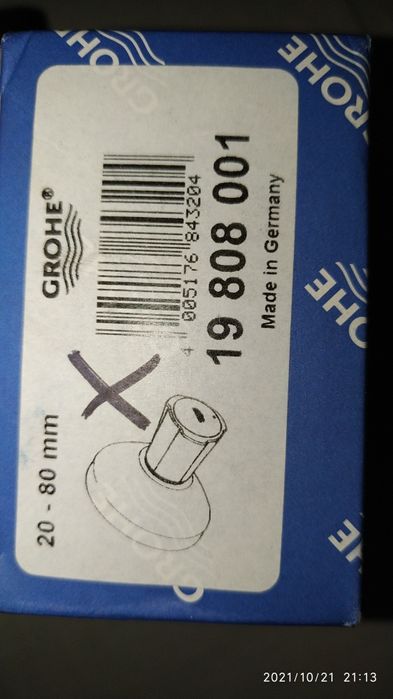 GROHE®
4 005176 843204
19 808 001
Made in Germany
20 - 80 mm
X
GROHE
GROHE
GROHE
GROHE
2021/10/21 21:13